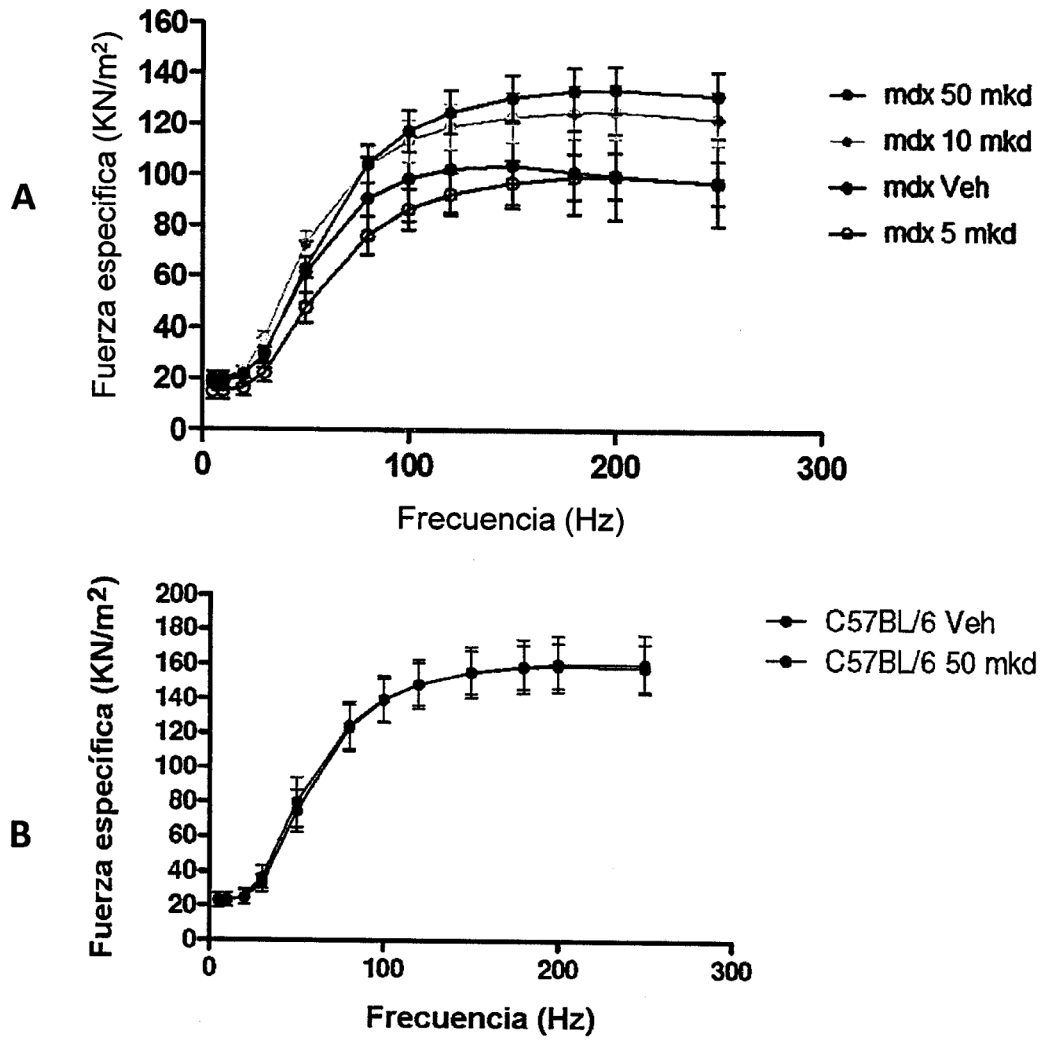 A
Fuerza específica (KN/m²)
160
140
120
100
80
60
40
20
0
0 100 200 300
Frecuencia (Hz)
mdx 50 mkd
mdx 10 mkd
mdx Veh
mdx 5 mkd
B
Fuerza específica (KN/m²)
200
180
160
140
120
100
80
60
40
20
0
0 100 200 300
Frecuencia (Hz)
C57BL/6 Veh
C57BL/6 50 mkd